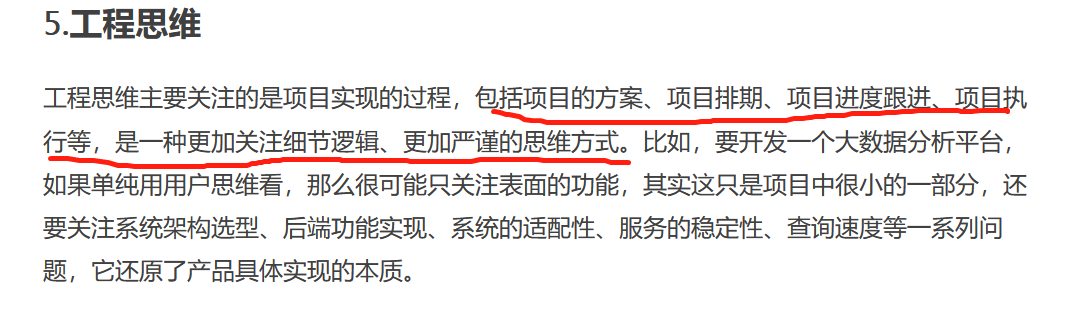 5.工程思维
工程思维主要关注的是项目实现的过程，包括项目的方案、项目排期、项目进度跟进、项目执
行等，是一种更加关注细节逻辑、更加严谨的思维方式。比如，要开发一个大数据分析平台，
如果单纯用用户思维看，那么很可能只关注表面的功能，其实这只是项目中很小的一部分，还
要关注系统架构选型、后端功能实现、系统的适配性、服务的稳定性、查询速度等一系列问
题，它还原了产品具体实现的本质。